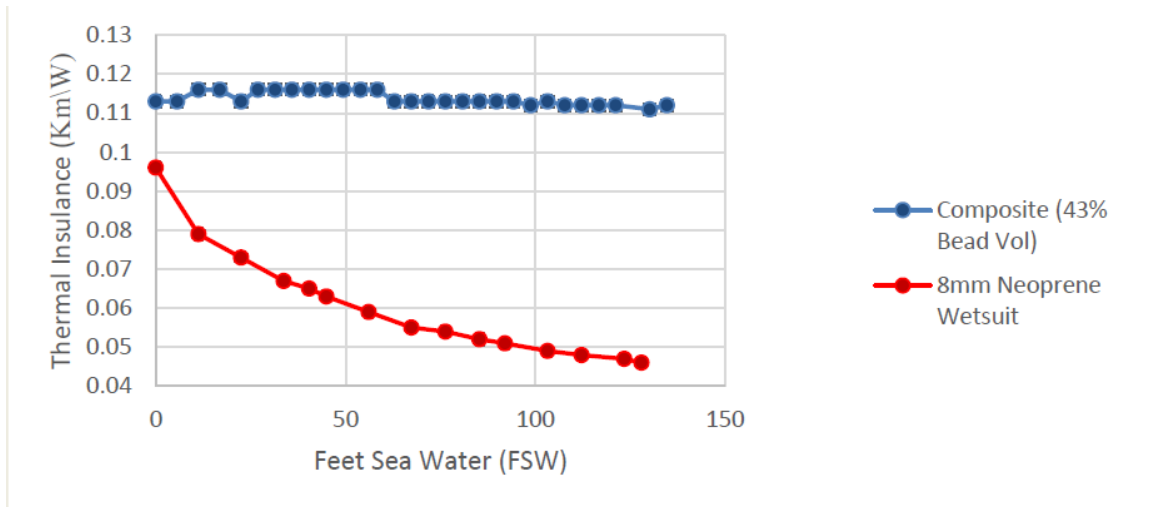 0.13
0.12
0.11
0.1
0.09
0.08
0.07
0.06
0.05
0.04
Thermal Insulance (K.m\W)
0
50
100
150
Feet Sea Water (FSW)
Composite (43%
Bead Vol)
8mm Neoprene
Wetsuit